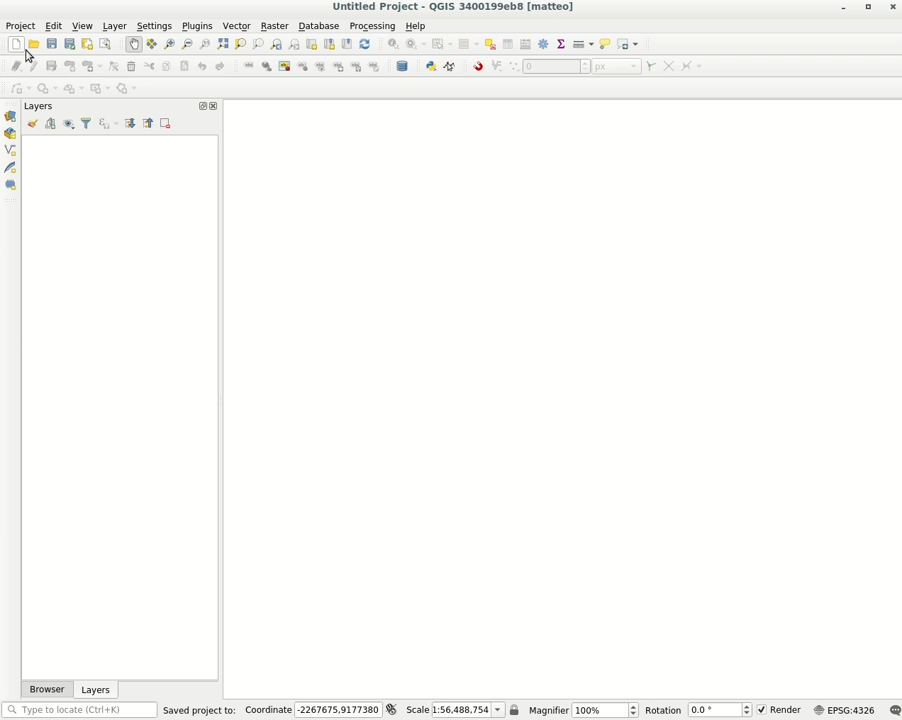 Untitled Project - QGIS 3400199eb8 [matteo]
Project Edit View Layer Settings Plugins Vector Raster Database Processing Help
0 px
Layers
Browser Layers
Type to locate (Ctrl+K) Saved project to: Coordinate -2267675,9177380 Scale 1:56,488,754 Magnifier 100% Rotation 0.0 ° Render EPSG:4326